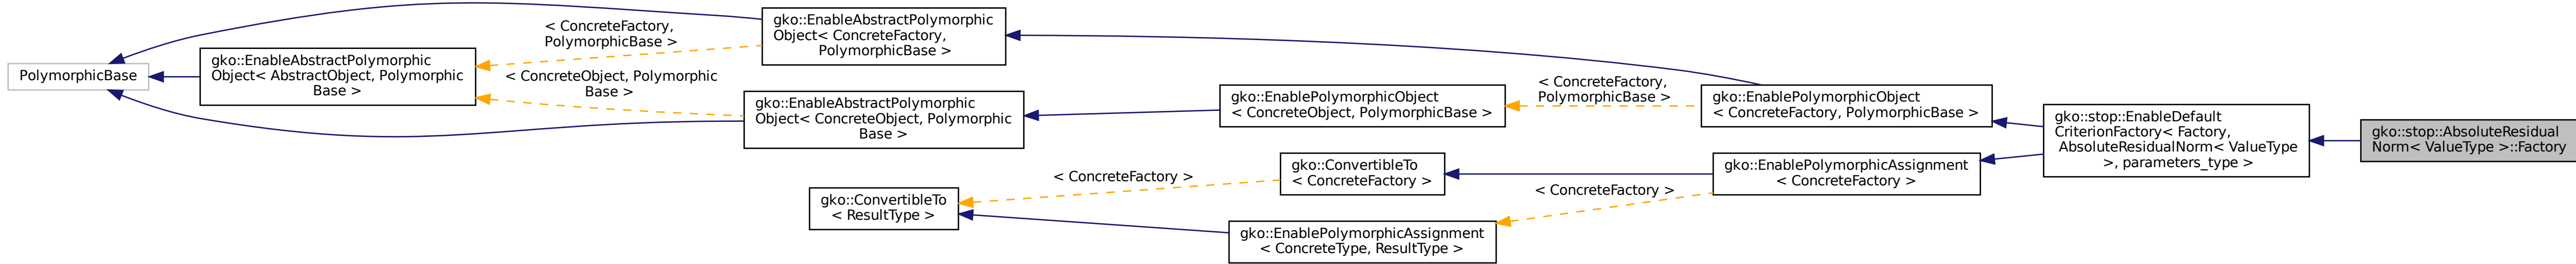 PolymorphicBase
gko::EnableAbstractPolymorphic
Object< AbstractObject, Polymorphic
Base >
< ConcreteFactory,
PolymorphicBase >
< ConcreteObject, Polymorphic
Base >
gko::EnableAbstractPolymorphic
Object< ConcreteFactory,
PolymorphicBase >
gko::EnableAbstractPolymorphic
Object< ConcreteObject, Polymorphic
Base >
gko::ConvertibleTo
< ResultType >
< ConcreteFactory >
gko::EnablePolymorphicObject
< ConcreteObject, PolymorphicBase >
gko::ConvertibleTo
< ConcreteFactory >
gko::EnablePolymorphicAssignment
< ConcreteType, ResultType >
< ConcreteFactory,
PolymorphicBase >
< ConcreteFactory >
gko::EnablePolymorphicObject
< ConcreteFactory, PolymorphicBase >
gko::EnablePolymorphicAssignment
< ConcreteFactory >
gko::stop::EnableDefault
CriterionFactory< Factory,
AbsoluteResidualNorm< ValueType
>, parameters_type >
gko::stop::AbsoluteResidual
Norm< ValueType >::Factory